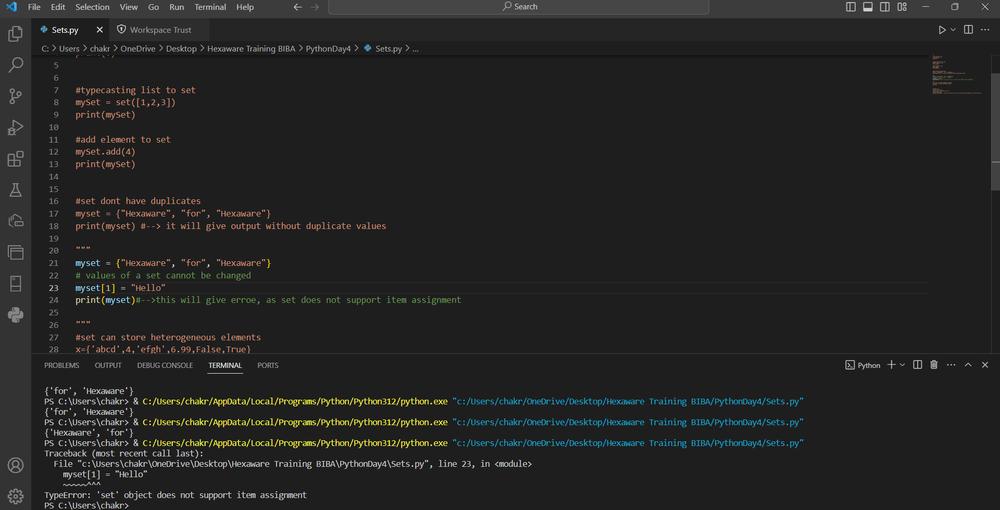 File Edit Selection View Go Run Terminal Help
Search
Sets.py
Workspace Trust
C: > Users > chakr > OneDrive > Desktop > Hexaware Training BIBA > PythonDay4 > Sets.py > ...
5
6
7 #typecasting list to set
8 mySet = set([1,2,3])
9 print(mySet)
10
11 #add element to set
12 mySet.add(4)
13 print(mySet)
14
15
16 #set dont have duplicates
17 myset = {"Hexaware", "for", "Hexaware"}
18 print(myset) #--> it will give output without duplicate values
19
20 """
21 myset = {"Hexaware", "for", "Hexaware"}
22 # values of a set cannot be changed
23 myset[1] = "Hello"
24 print(myset)#-->this will give erroe, as set does not support item assignment
25
26 """
27 #set can store heterogeneous elements
28 x={'abcd',4,'efgh',6.99,False,True}
PROBLEMS OUTPUT DEBUG CONSOLE TERMINAL PORTS
Python
{'for', 'Hexaware'}
PS C:\Users\chakr> & C:/Users/chakr/AppData/Local/Programs/Python/Python312/python.exe "c:/Users/chakr/OneDrive/Desktop/Hexaware Training BIBA/PythonDay4/Sets.py"
{'for', 'Hexaware'}
PS C:\Users\chakr> & C:/Users/chakr/AppData/Local/Programs/Python/Python312/python.exe "c:/Users/chakr/OneDrive/Desktop/Hexaware Training BIBA/PythonDay4/Sets.py"
{'Hexaware', 'for'}
PS C:\Users\chakr> & C:/Users/chakr/AppData/Local/Programs/Python/Python312/python.exe "c:/Users/chakr/OneDrive/Desktop/Hexaware Training BIBA/PythonDay4/Sets.py"
Traceback (most recent call last):
  File "c:\Users\chakr\OneDrive\Desktop\Hexaware Training BIBA\PythonDay4\Sets.py", line 23, in <module>
    myset[1] = "Hello"
    ~~~~~^^^
TypeError: 'set' object does not support item assignment
PS C:\Users\chakr>